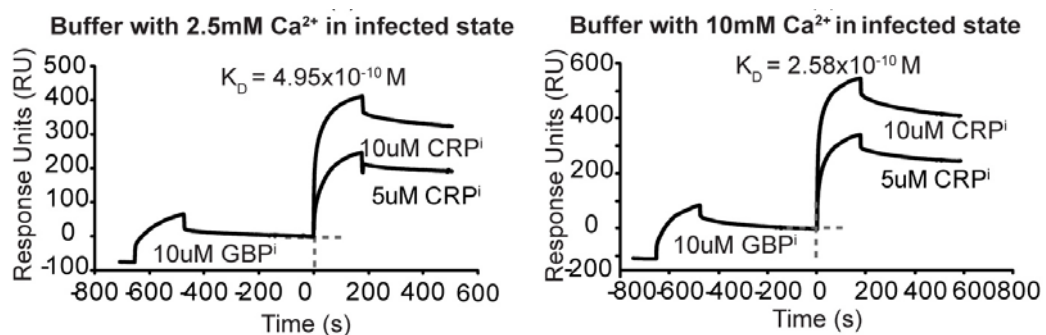 Buffer with 2.5mM Ca²⁺ in infected state
Response Units (RU)
500
400
300
200
100
0
-100
K_D = 4.95x10⁻¹⁰ M
10uM CRPⁱ
5uM CRPⁱ
10uM GBPⁱ
-800 -600 -400 -200 0 200 400 600
Time (s)
Buffer with 10mM Ca²⁺ in infected state
Response Units (RU)
600
400
200
0
-200
K_D = 2.58x10⁻¹⁰ M
10uM CRPⁱ
5uM CRPⁱ
10uM GBPⁱ
-800-600 -400 -200 0 200 400 600 800
Time (s)